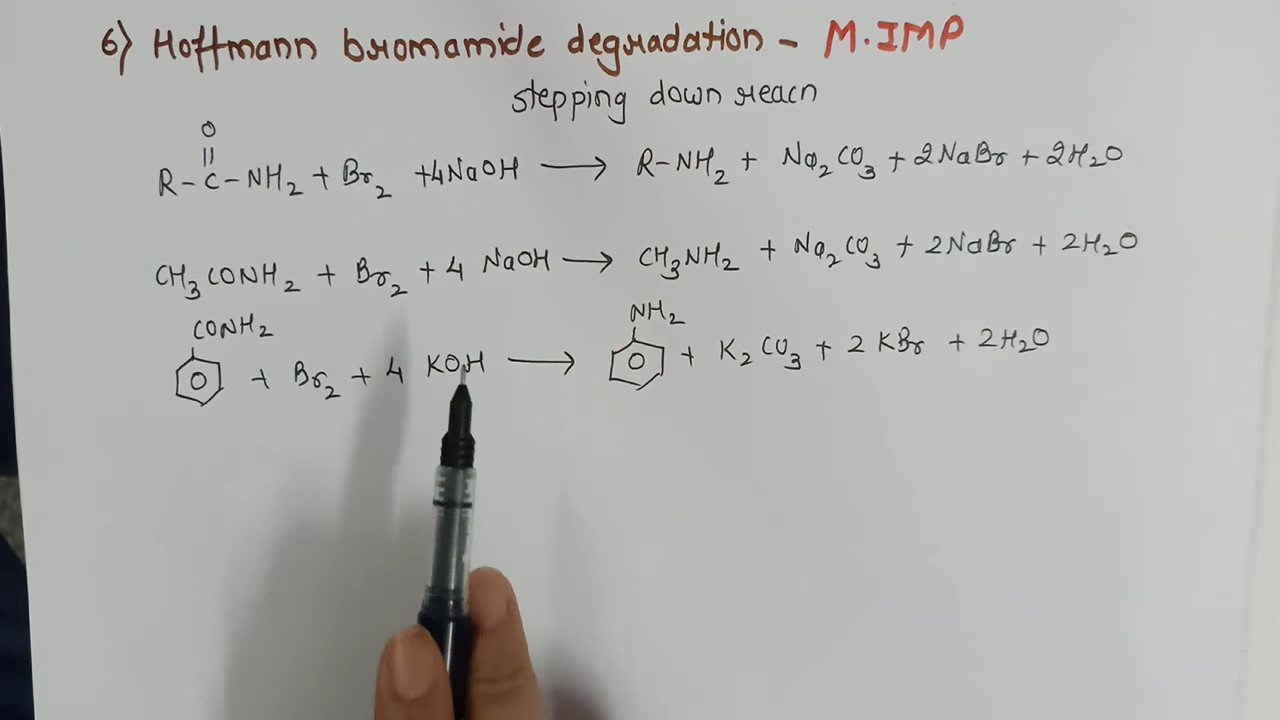 6) Hoffmann bromamide degradation - M.IMP
stepping down reacn
O
||
R-C-NH₂ + Br₂ +4NaOH → R-NH₂ + Na₂CO₃ + 2NaBr + 2H₂O
CH₃CONH₂ + Br₂ + 4 NaOH → CH₃NH₂ + Na₂CO₃ + 2NaBr + 2H₂O
CONH₂ NH₂
+ Br₂ + 4 KOH → + K₂CO₃ + 2 KBr + 2H₂O